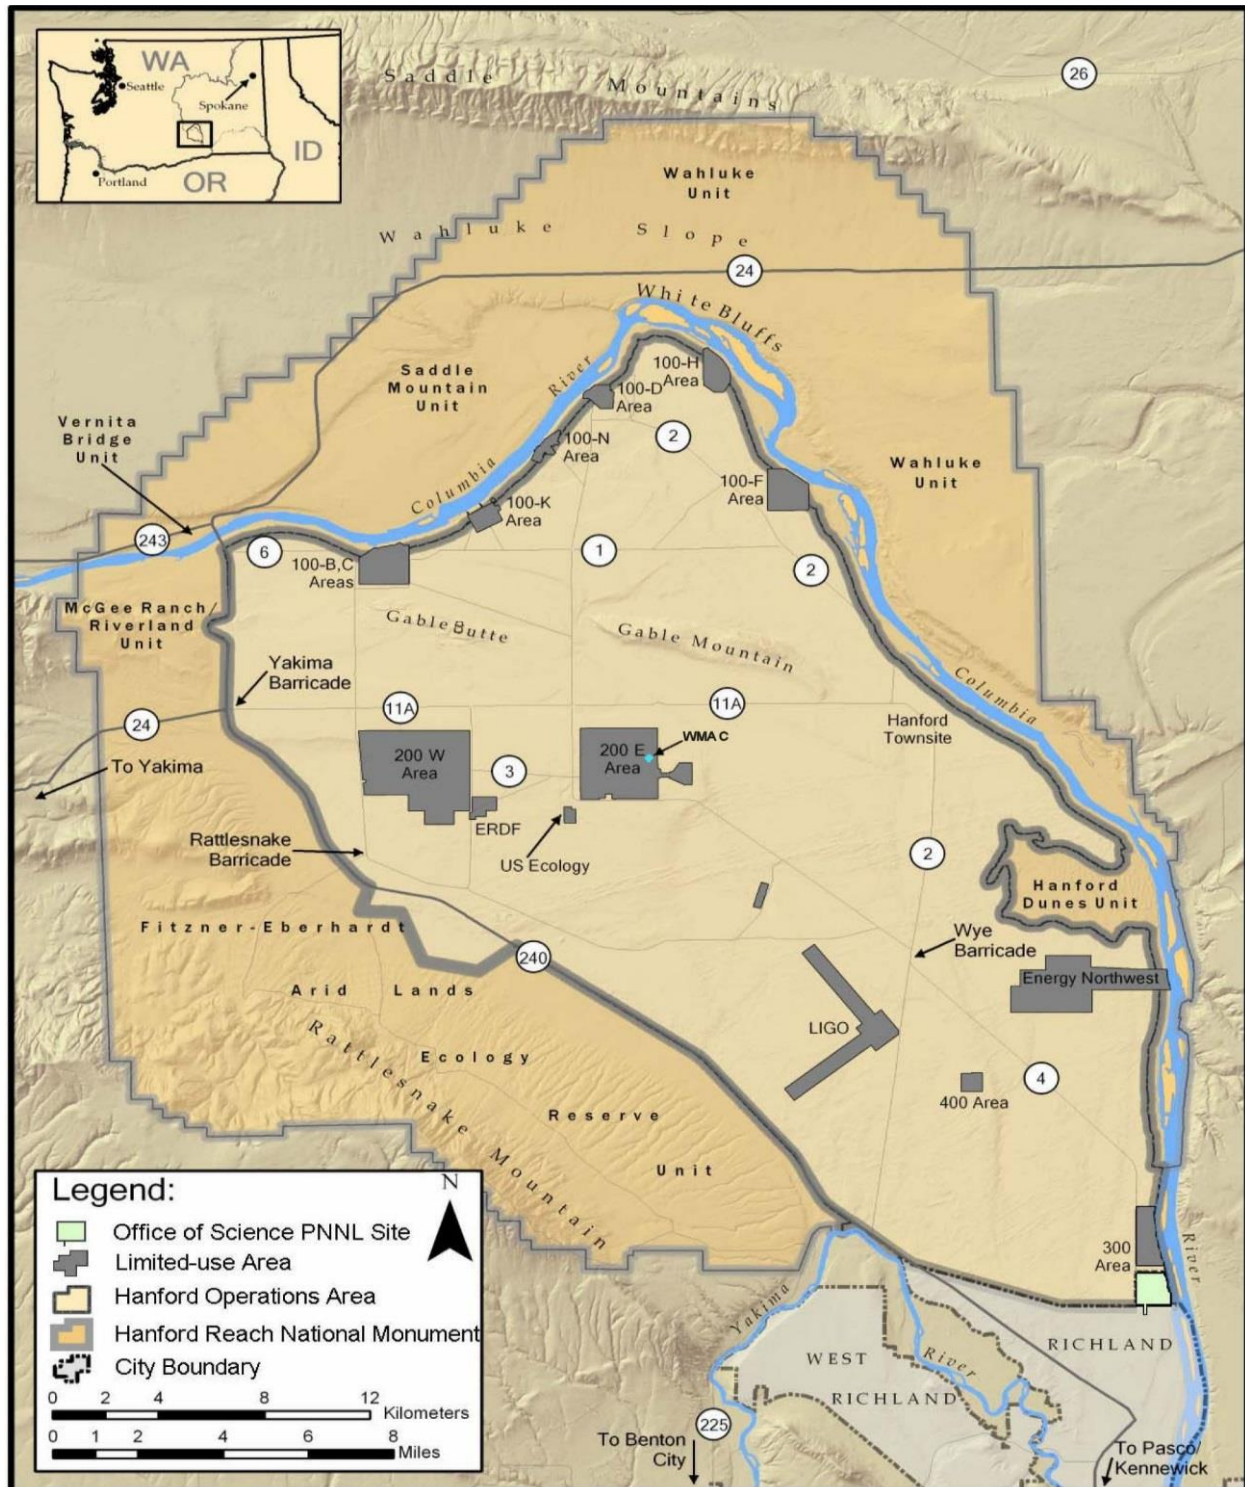 WA
Seattle
Spokane
ID
Portland
OR
Saddle Mountains
26
Wahluke
Unit
Wahluke Slope
24
White Bluffs
Saddle
Mountain
Unit
River
100-H
Area
100-D
Area
2
Vernita
Bridge
Unit
100-N
Area
Columbia
Wahluke
Unit
100-F
Area
100-K
Area
243
6
100-B,C
Areas
1
2
McGee Ranch/
Riverland
Unit
Gable Butte
Gable Mountain
Yakima
Barricade
Columbia
24
11A
11A
Hanford
Townsite
To Yakima
200 W
Area
3
200 E
Area
WMA C
ERDF
Rattlesnake
Barricade
US Ecology
2
Hanford
Dunes Unit
Fitzner-Eberhardt
Arid Lands
Ecology
Reserve
Unit
240
Wye
Barricade
Energy Northwest
LIGO
Rattlesnake Mountain
400 Area
4
River
300
Area
Yakima
River
WEST
RICHLAND
RICHLAND
225
To Benton
City
To Pasco/
Kennewick
Legend:
N
Office of Science PNNL Site
Limited-use Area
Hanford Operations Area
Hanford Reach National Monument
City Boundary
0 2 4 8 12
Kilometers
0 1 2 4 6 8
Miles